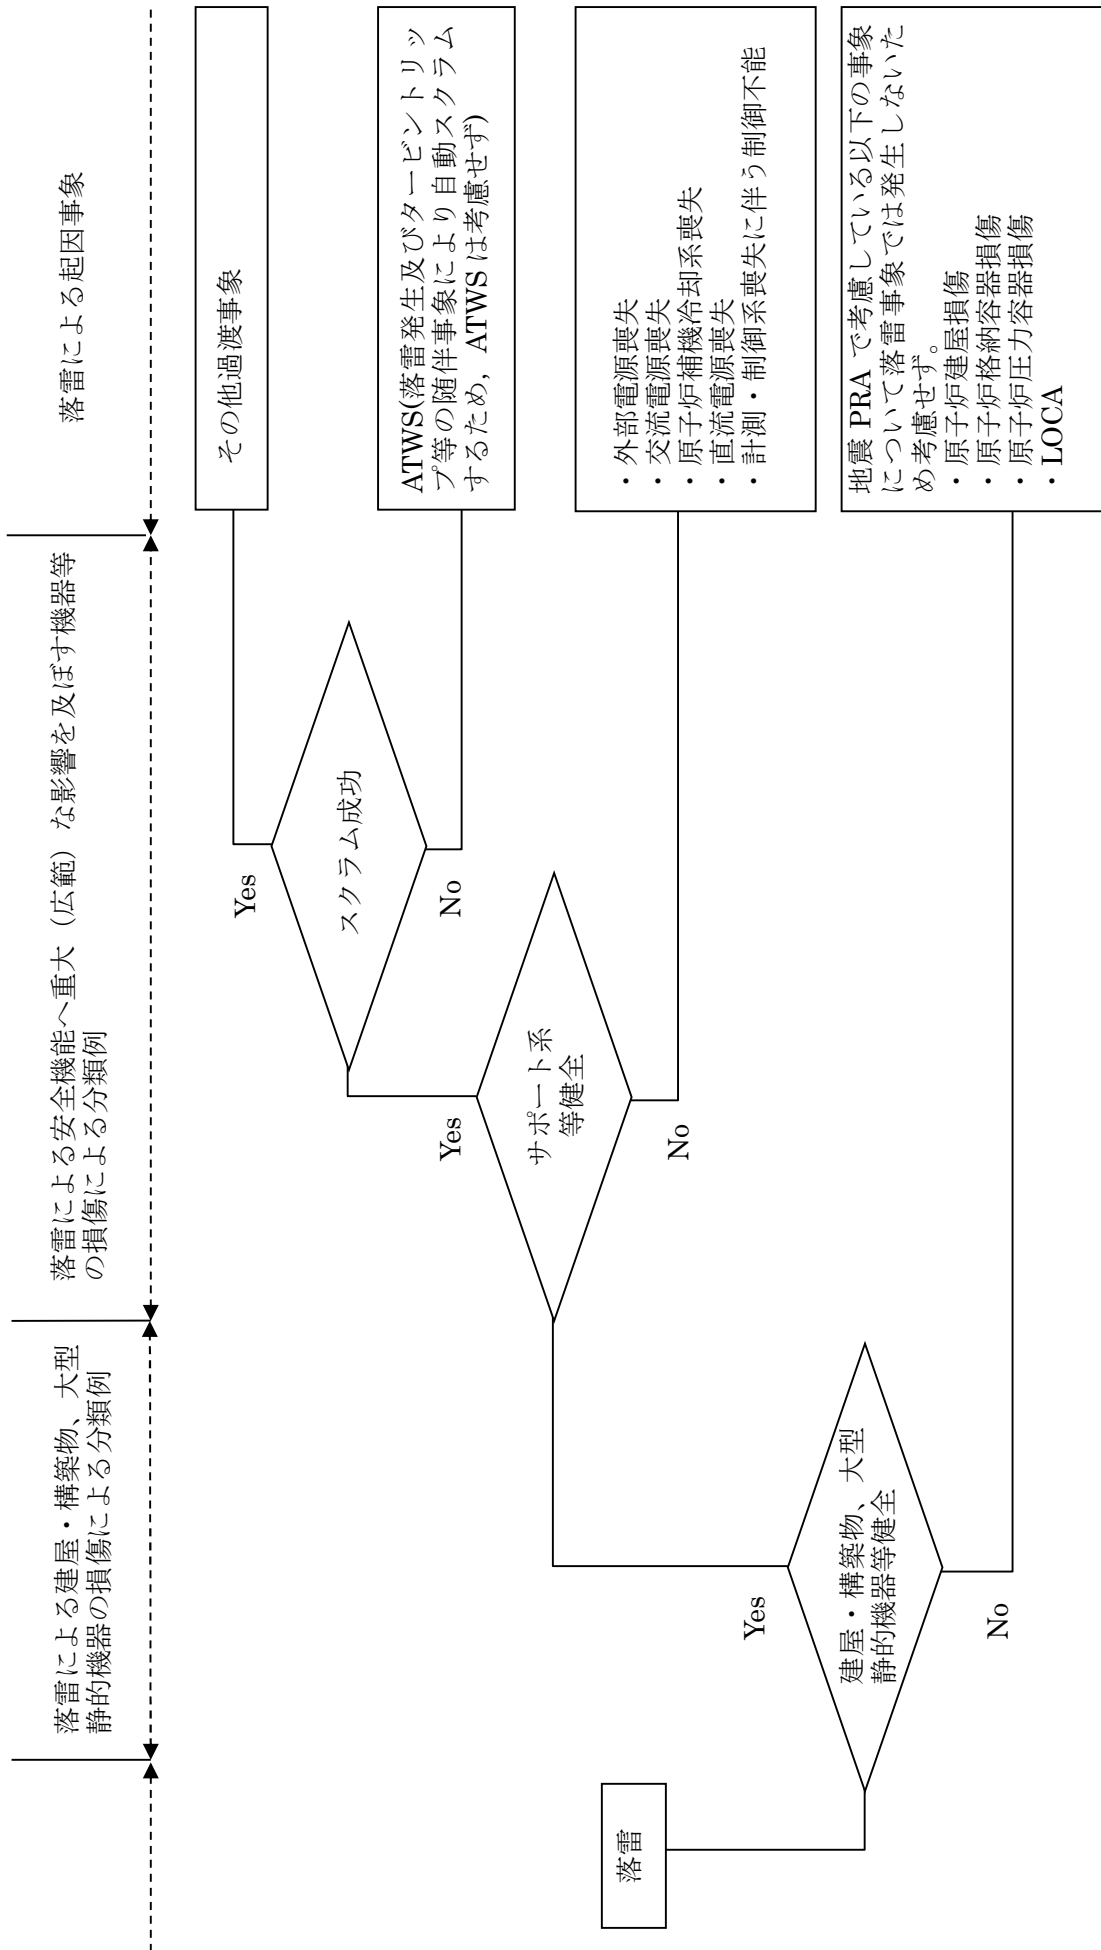 落雷による建屋・構築物、大型
静的機器の損傷による分類例
落雷による安全機能へ重大（広範）な影響を及ぼす機器等
の損傷による分類例
落雷による起因事象
落雷
建屋・構築物、大型
静的機器等健全
Yes
No
サポート系
等健全
Yes
No
スクラム成功
Yes
No
その他過渡事象
ATWS(落雷発生及びタービントリッ
プ等の随伴事象により自動スクラム
するため，ATWS は考慮せず)
・外部電源喪失
・交流電源喪失
・原子炉補機冷却系喪失
・直流電源喪失
・計測・制御系喪失に伴う制御不能
地震 PRA で考慮している以下の事象
について落雷事象では発生しないた
め考慮せず。
・原子炉建屋損傷
・原子炉格納容器損傷
・原子炉圧力容器損傷
・LOCA